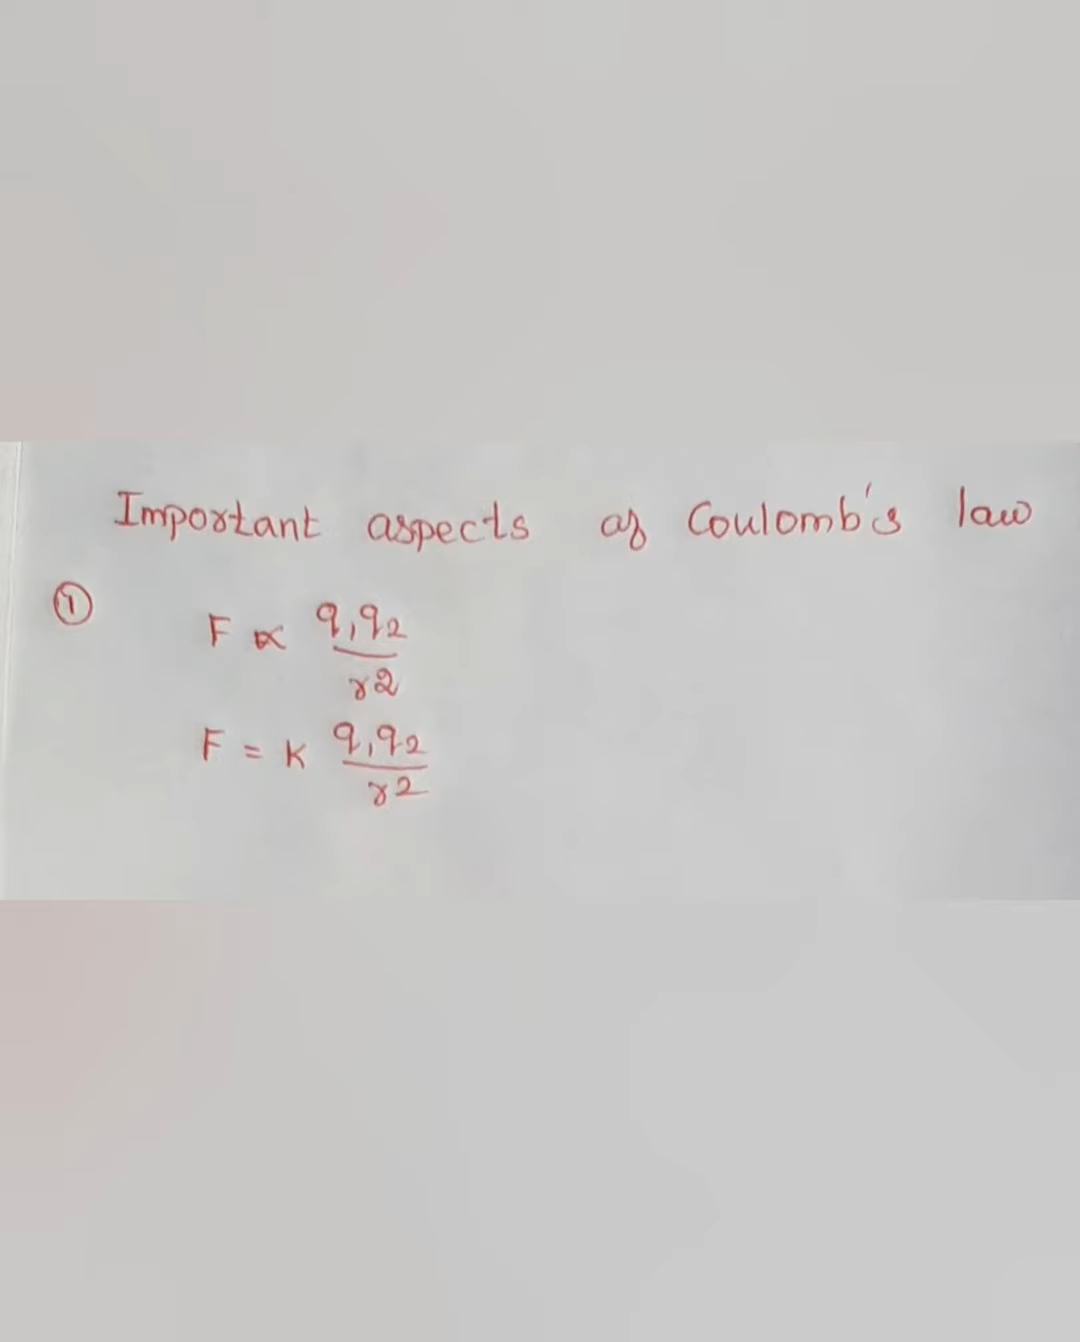 Important aspects of Coulomb's law
① F ∝ q₁q₂
r2
F = K q₁q₂
r2